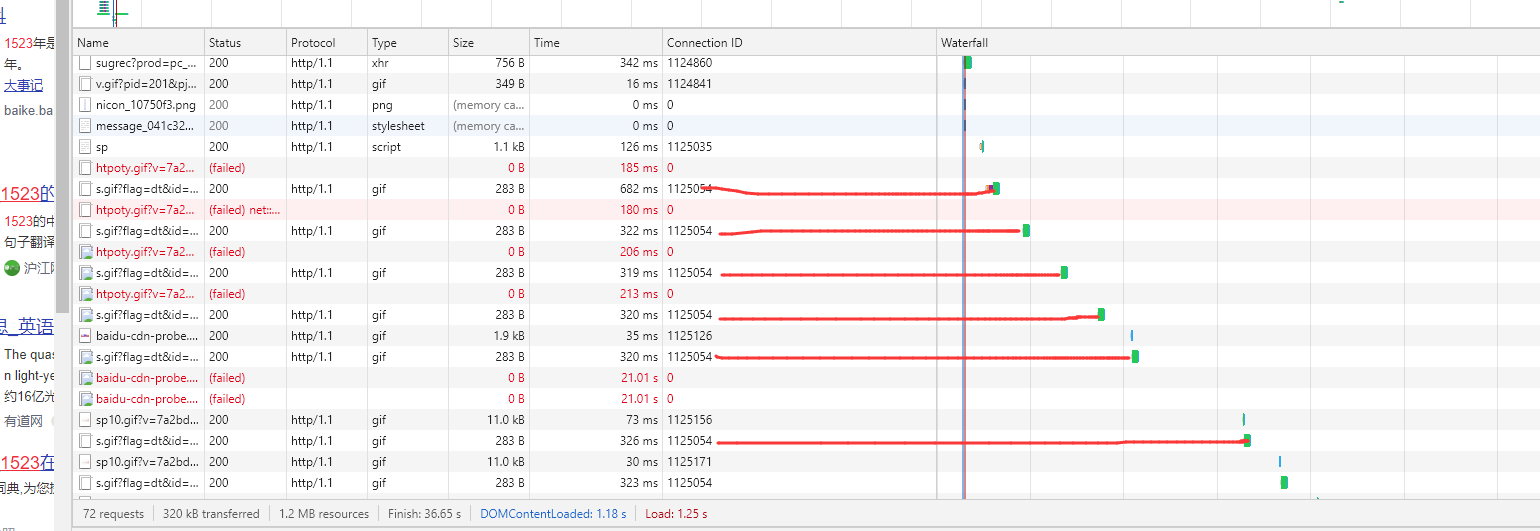 科
1523年是
年。
大事记
baike.ba
1523的
1523的中
句子翻译
沪江网
思_英语
The quas
n light-ye
约16亿光
有道网
1523在
司典,为您提
Name Status Protocol Type Size Time Connection ID Waterfall
sugrec?prod=pc_... 200 http/1.1 xhr 756 B 342 ms 1124860
v.gif?pid=201&pj... 200 http/1.1 gif 349 B 16 ms 1124841
nicon_10750f3.png 200 http/1.1 png (memory ca... 0 ms 0
message_041c32... 200 http/1.1 stylesheet (memory ca... 0 ms 0
sp 200 http/1.1 script 1.1 kB 126 ms 1125035
htpoty.gif?v=7a2... (failed) 0 B 185 ms 0
s.gif?flag=dt&id=... 200 http/1.1 gif 283 B 682 ms 1125054
htpoty.gif?v=7a2... (failed) net::... 0 B 180 ms 0
s.gif?flag=dt&id=... 200 http/1.1 gif 283 B 322 ms 1125054
htpoty.gif?v=7a2... (failed) 0 B 206 ms 0
s.gif?flag=dt&id=... 200 http/1.1 gif 283 B 319 ms 1125054
htpoty.gif?v=7a2... (failed) 0 B 213 ms 0
s.gif?flag=dt&id=... 200 http/1.1 gif 283 B 320 ms 1125054
baidu-cdn-probe.... 200 http/1.1 gif 1.9 kB 35 ms 1125126
s.gif?flag=dt&id=... 200 http/1.1 gif 283 B 320 ms 1125054
baidu-cdn-probe.... (failed) 0 B 21.01 s 0
baidu-cdn-probe.... (failed) 0 B 21.01 s 0
sp10.gif?v=7a2bd... 200 http/1.1 gif 11.0 kB 73 ms 1125156
s.gif?flag=dt&id=... 200 http/1.1 gif 283 B 326 ms 1125054
sp10.gif?v=7a2bd... 200 http/1.1 gif 11.0 kB 30 ms 1125171
s.gif?flag=dt&id=... 200 http/1.1 gif 283 B 323 ms 1125054
72 requests 320 kB transferred 1.2 MB resources Finish: 36.65 s DOMContentLoaded: 1.18 s Load: 1.25 s